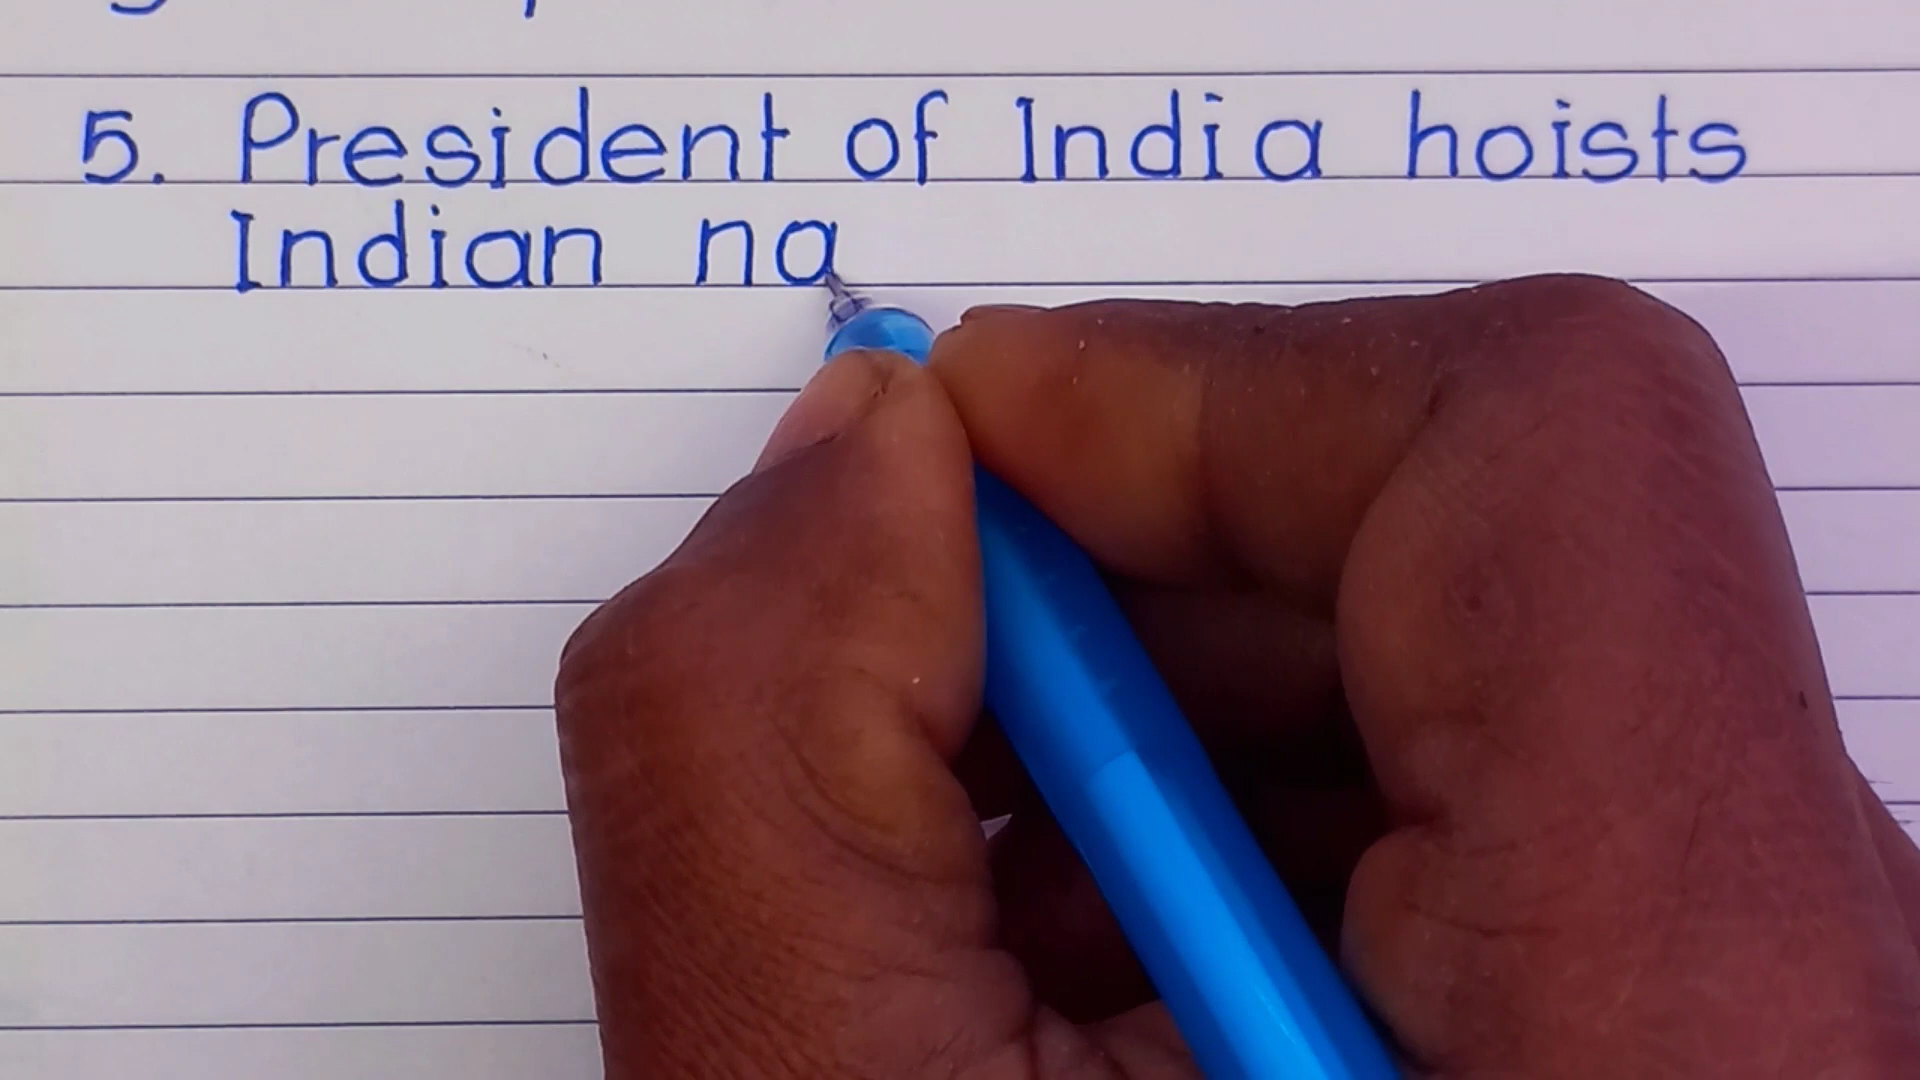 5. President of India hoists
Indian na